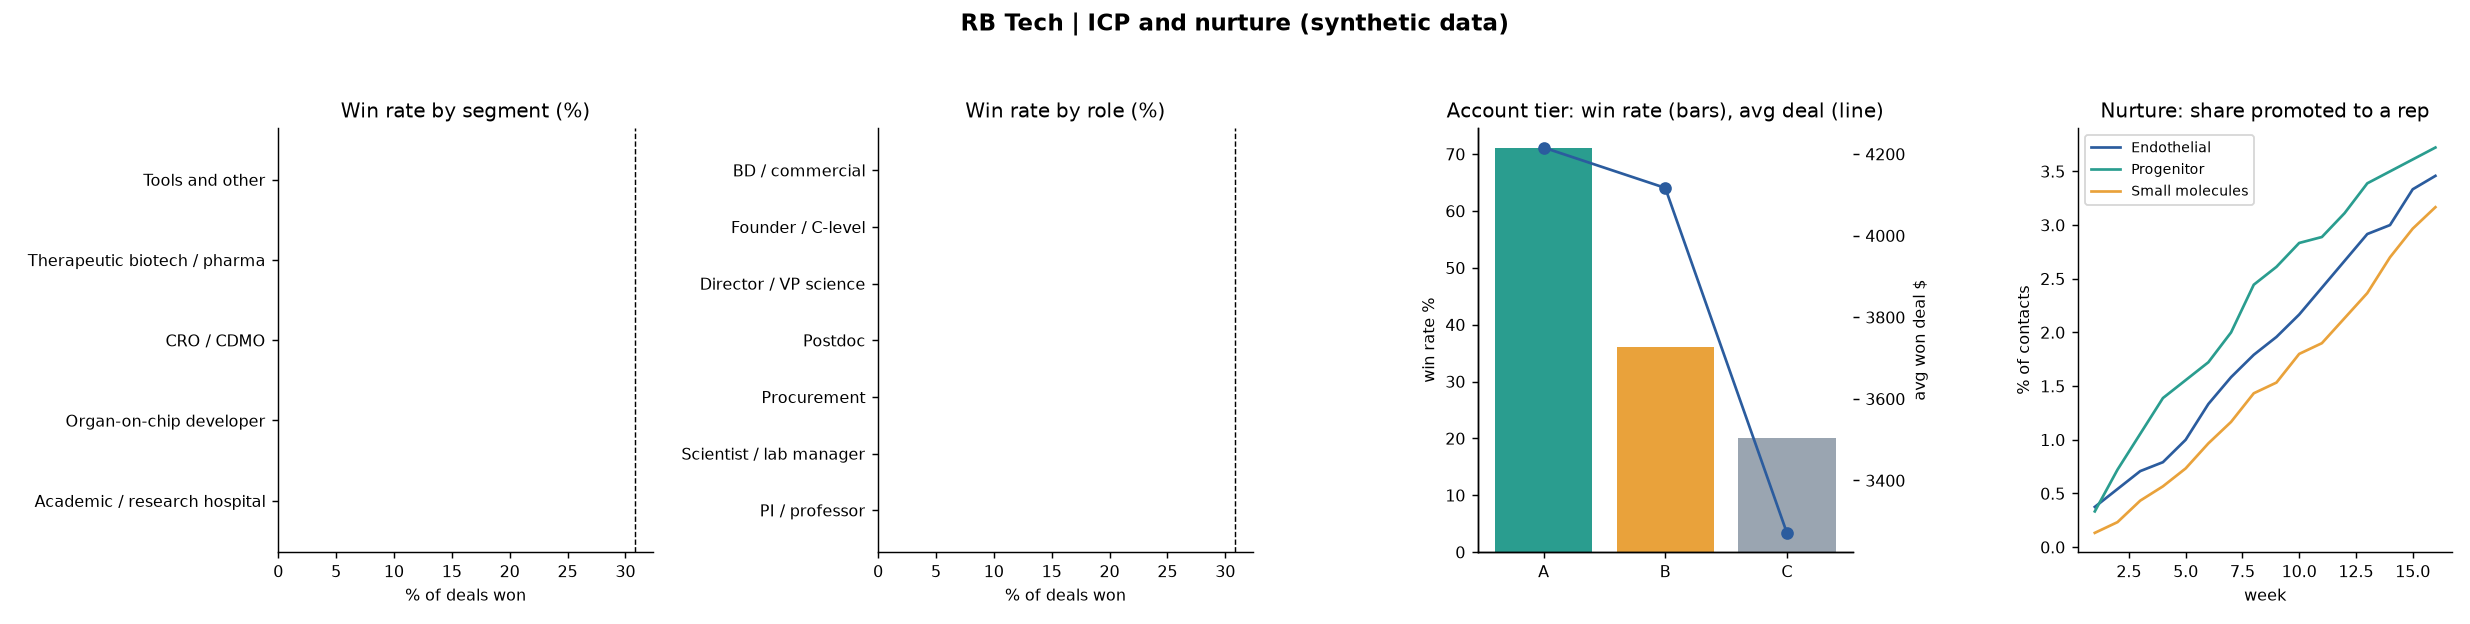 RB Tech | ICP and nurture (synthetic data)
Win rate by segment (%)
Tools and other
Therapeutic biotech / pharma
CRO / CDMO
Organ-on-chip developer
Academic / research hospital
0 5 10 15 20 25 30
% of deals won
Win rate by role (%)
BD / commercial
Founder / C-level
Director / VP science
Postdoc
Procurement
Scientist / lab manager
PI / professor
0 5 10 15 20 25 30
% of deals won
Account tier: win rate (bars), avg deal (line)
win rate %
70
60
50
40
30
20
10
0
A B C
4200
4000
3800
3600
3400
avg won deal $
Nurture: share promoted to a rep
Endothelial
Progenitor
Small molecules
% of contacts
3.5
3.0
2.5
2.0
1.5
1.0
0.5
0.0
2.5 5.0 7.5 10.0 12.5 15.0
week